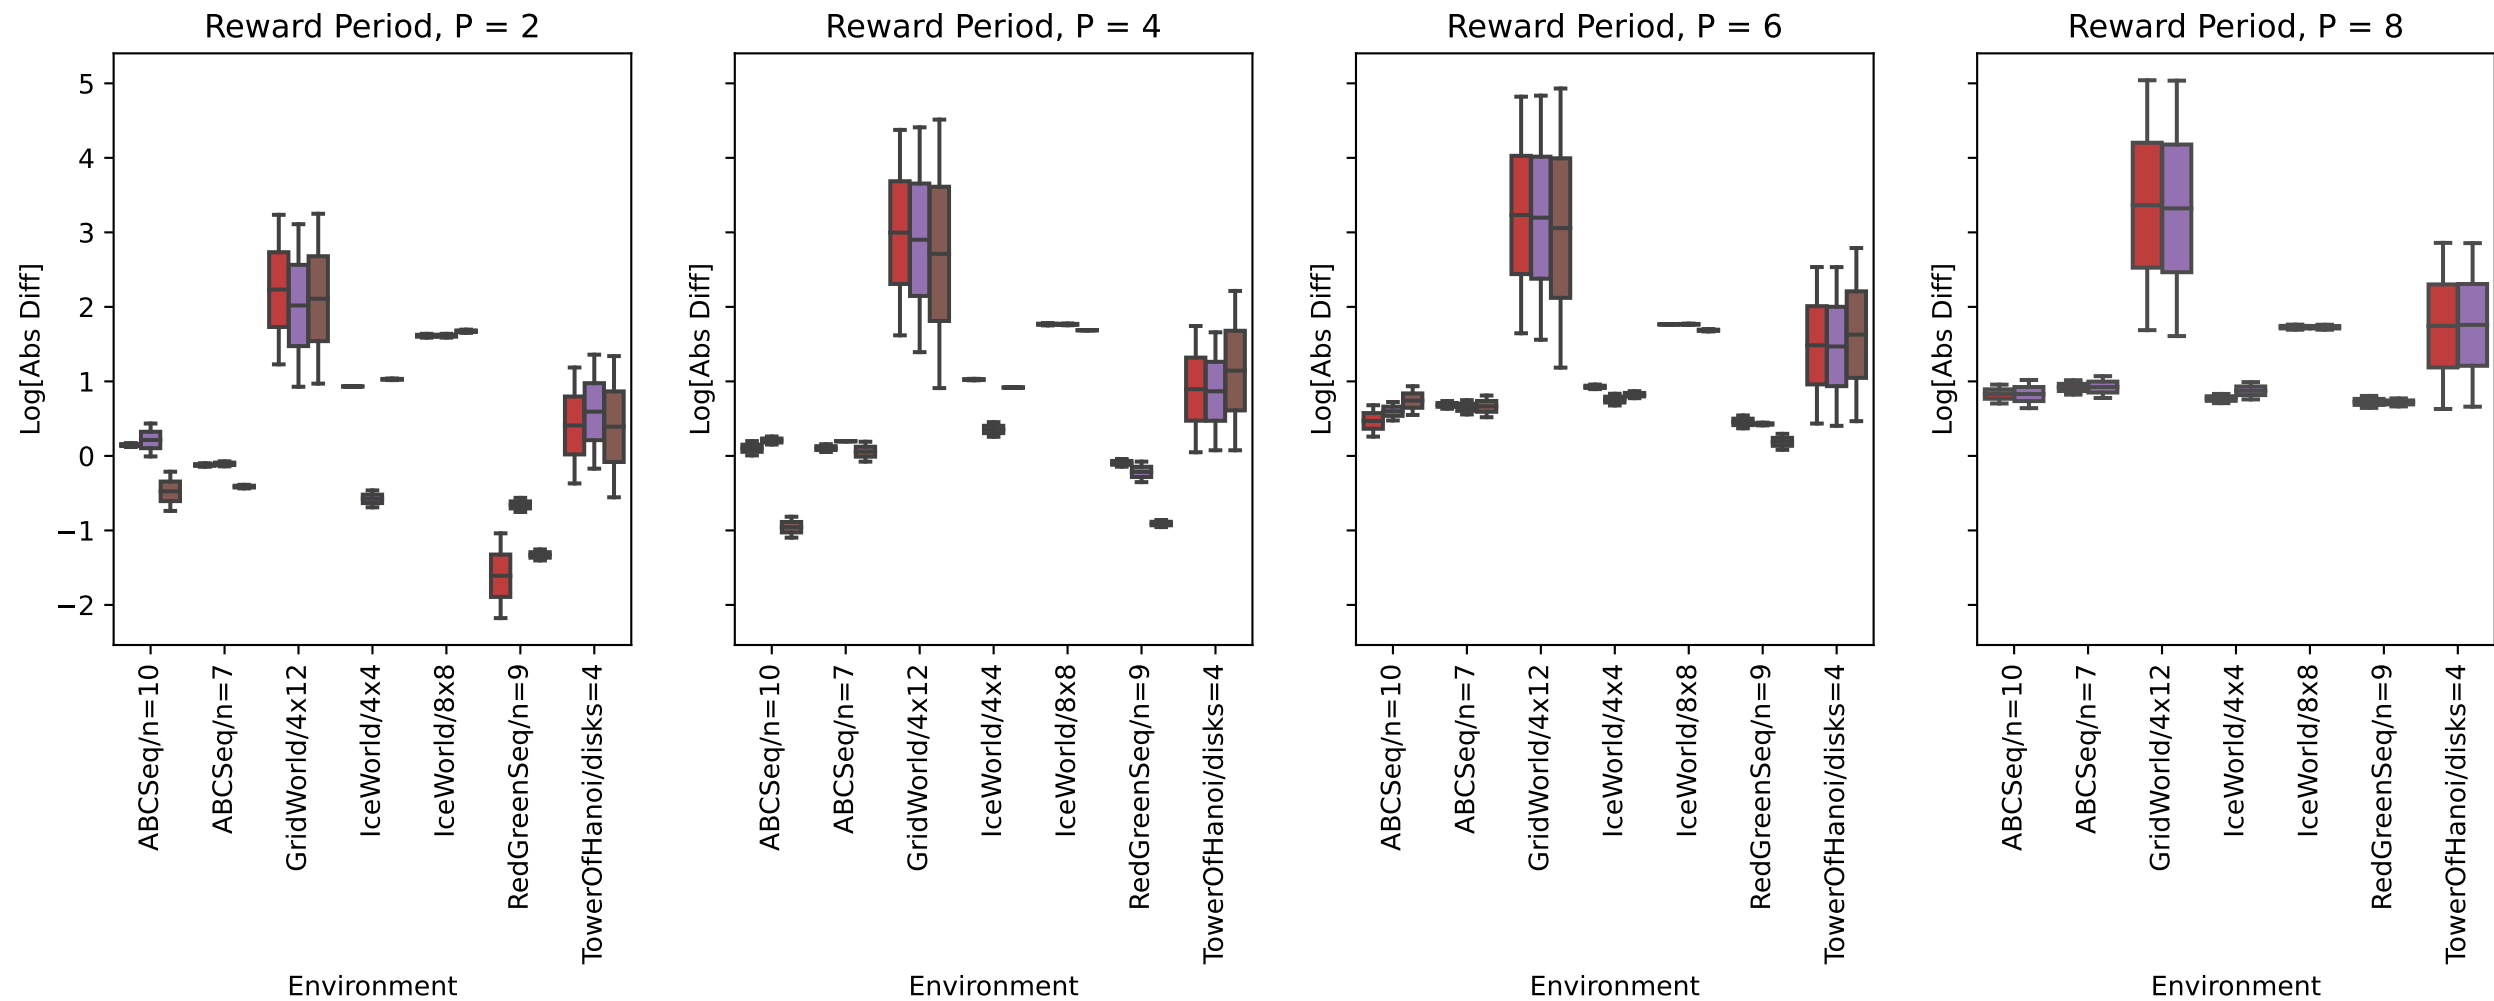 Reward Period, P = 2
Reward Period, P = 4
Reward Period, P = 6
Reward Period, P = 8
Log[Abs Diff]
5
4
3
2
1
0
−1
−2
ABCSeq/n=10
ABCSeq/n=7
GridWorld/4x12
IceWorld/4x4
IceWorld/8x8
RedGreenSeq/n=9
TowerOfHanoi/disks=4
Environment
Log[Abs Diff]
ABCSeq/n=10
ABCSeq/n=7
GridWorld/4x12
IceWorld/4x4
IceWorld/8x8
RedGreenSeq/n=9
TowerOfHanoi/disks=4
Environment
Log[Abs Diff]
ABCSeq/n=10
ABCSeq/n=7
GridWorld/4x12
IceWorld/4x4
IceWorld/8x8
RedGreenSeq/n=9
TowerOfHanoi/disks=4
Environment
Log[Abs Diff]
ABCSeq/n=10
ABCSeq/n=7
GridWorld/4x12
IceWorld/4x4
IceWorld/8x8
RedGreenSeq/n=9
TowerOfHanoi/disks=4
Environment